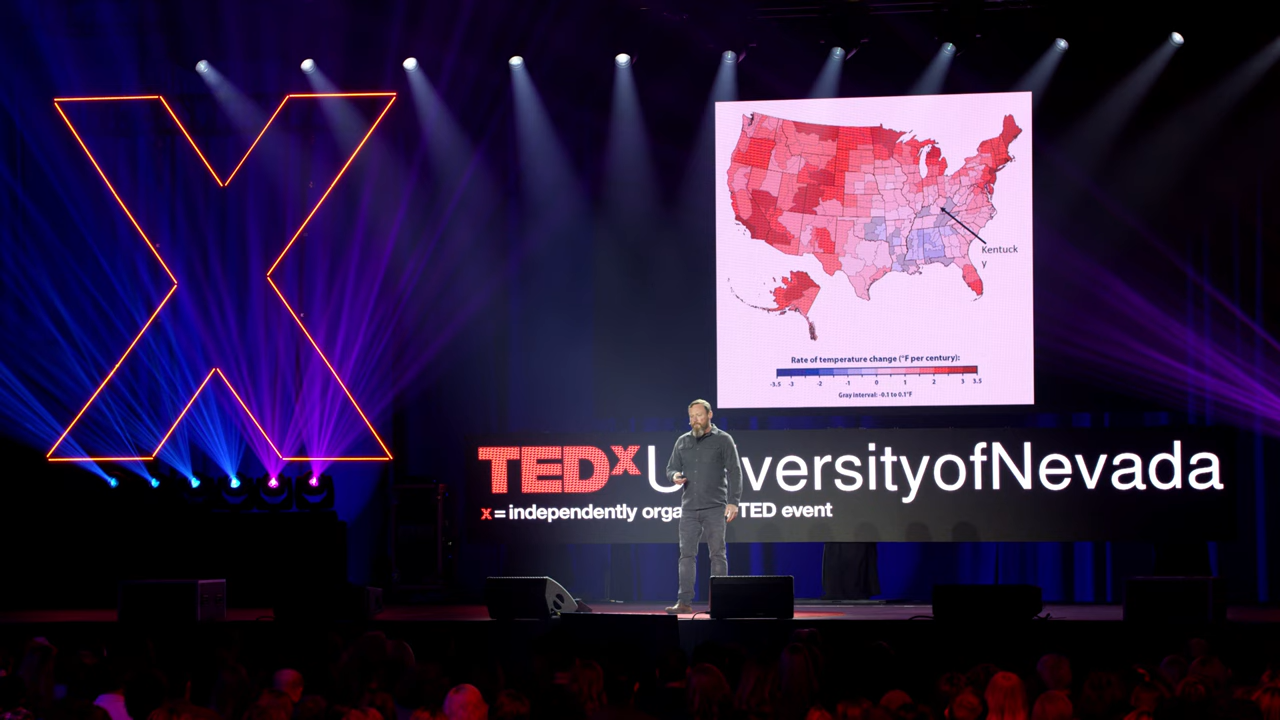 Kentuck
y
Rate of temperature change (°F per century):
-3.5 -3 -2 -1 0 1 2 3 3.5
Gray interval: -0.1 to 0.1°F
TEDx U versityofNevada
x = independently orga TED event